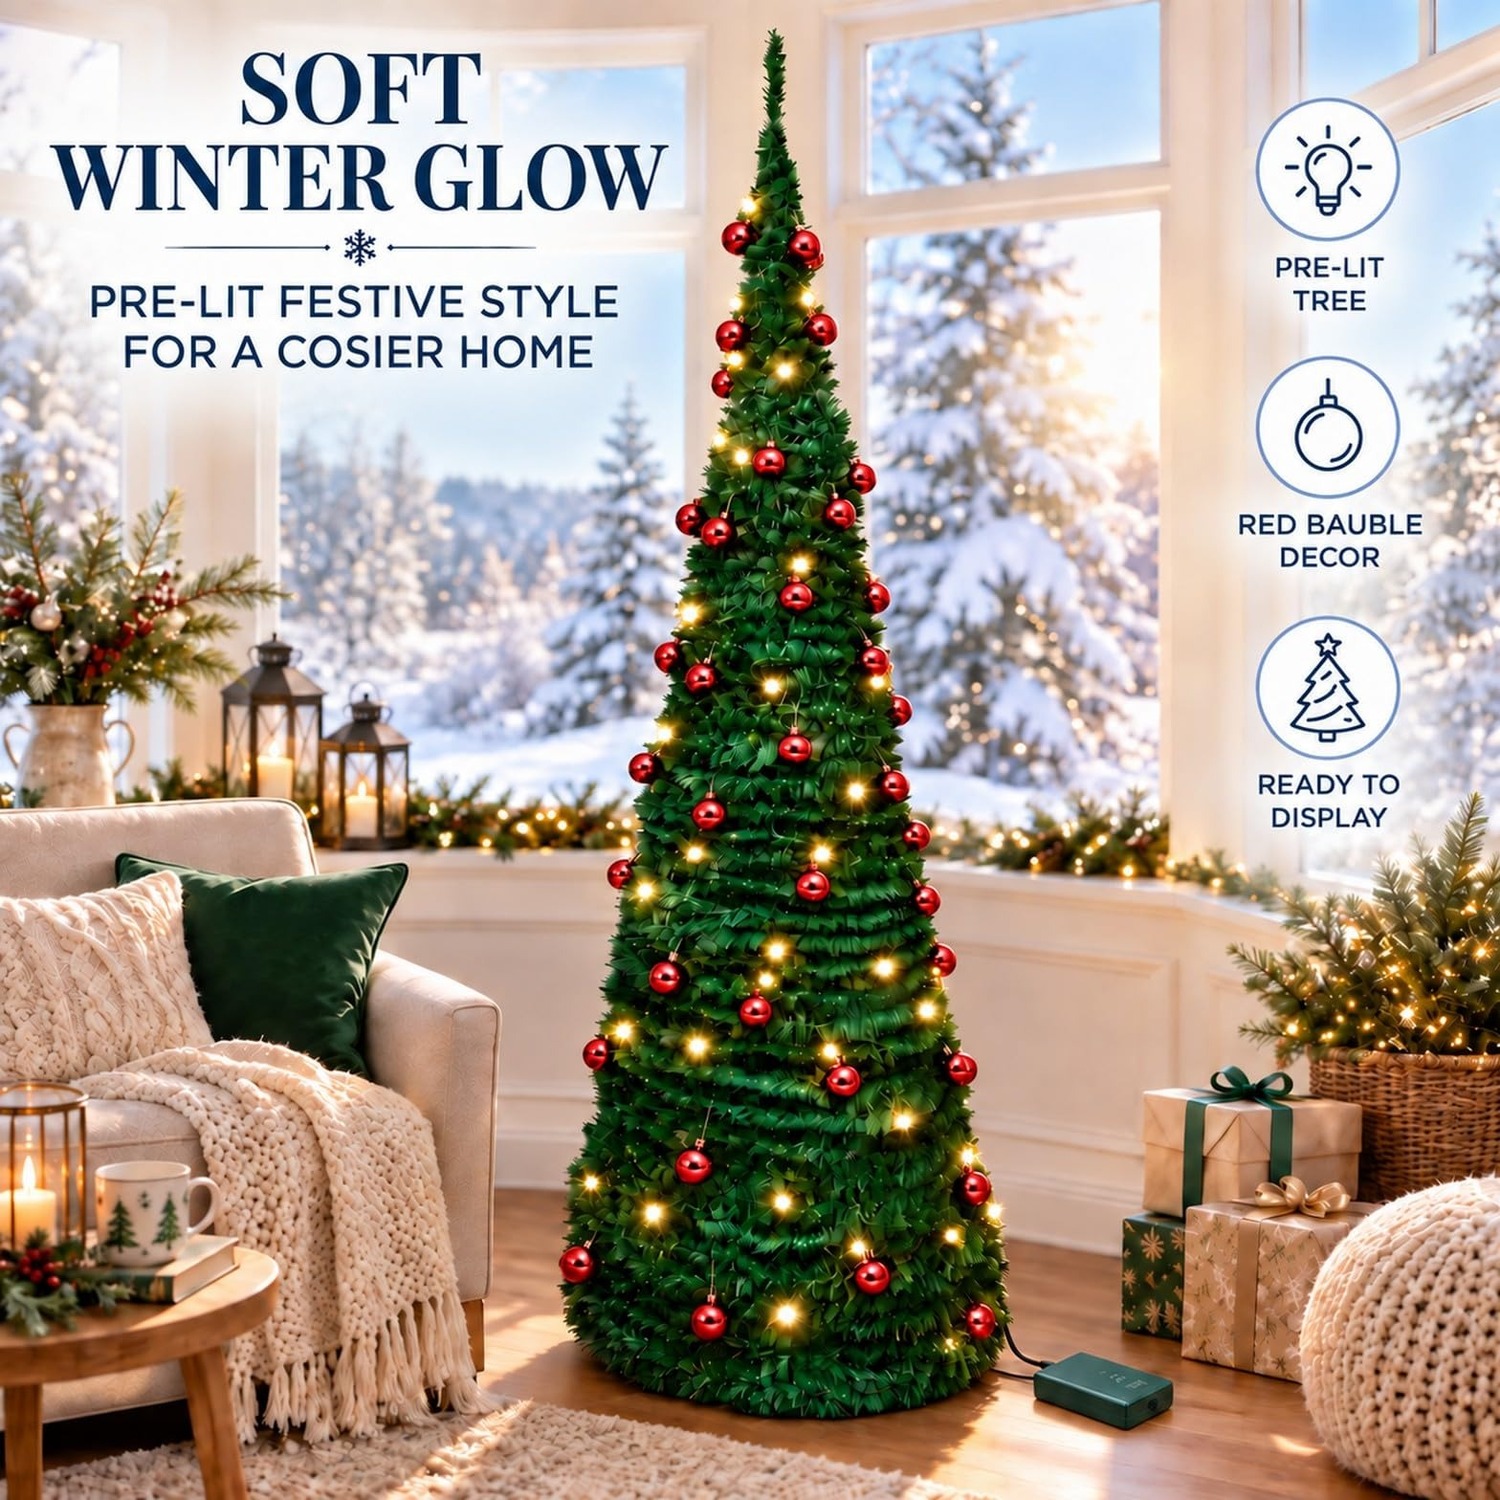 SOFT
WINTER GLOW
PRE-LIT FESTIVE STYLE
FOR A COSIER HOME
PRE-LIT
TREE
RED BAUBLE
DECOR
READY TO
DISPLAY